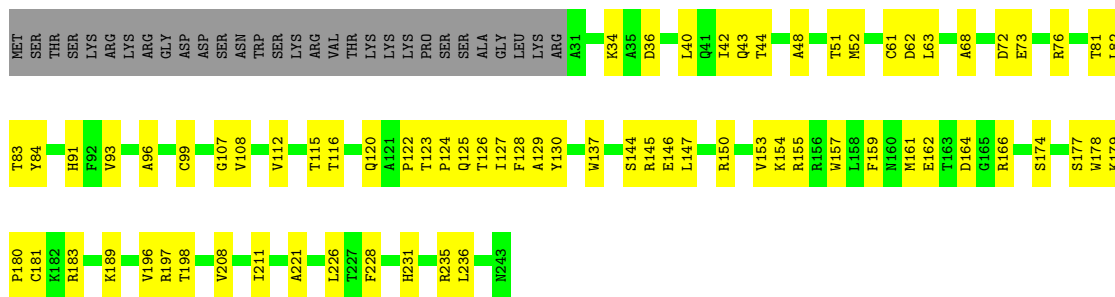 MET SER THR SER LYS ARG LYS ARG GLY ASP ASP SER ASN TRP SER LYS ARG VAL THR LYS LYS LYS PRO SER SER ALA GLY LEU LYS ARG A31 K34 A35 D36 L40 Q41 I42 Q43 T44 A48 T51 M52 C61 D62 L63 A68 D72 E73 R76 T81 L82
T83 Y84 H91 F92 V93 A96 C99 G107 V108 V112 T115 T116 Q120 A121 P122 T123 P124 Q125 T126 I127 F128 A129 Y130 W137 S144 R145 E146 L147 R150 V153 K154 R155 R156 W157 L158 F159 N160 M161 E162 T163 D164 G165 R166 S174 S177 W178 K179
P180 C181 K182 R183 K189 V196 R197 T198 V208 I211 A221 L226 T227 F228 H231 R235 L236 N243